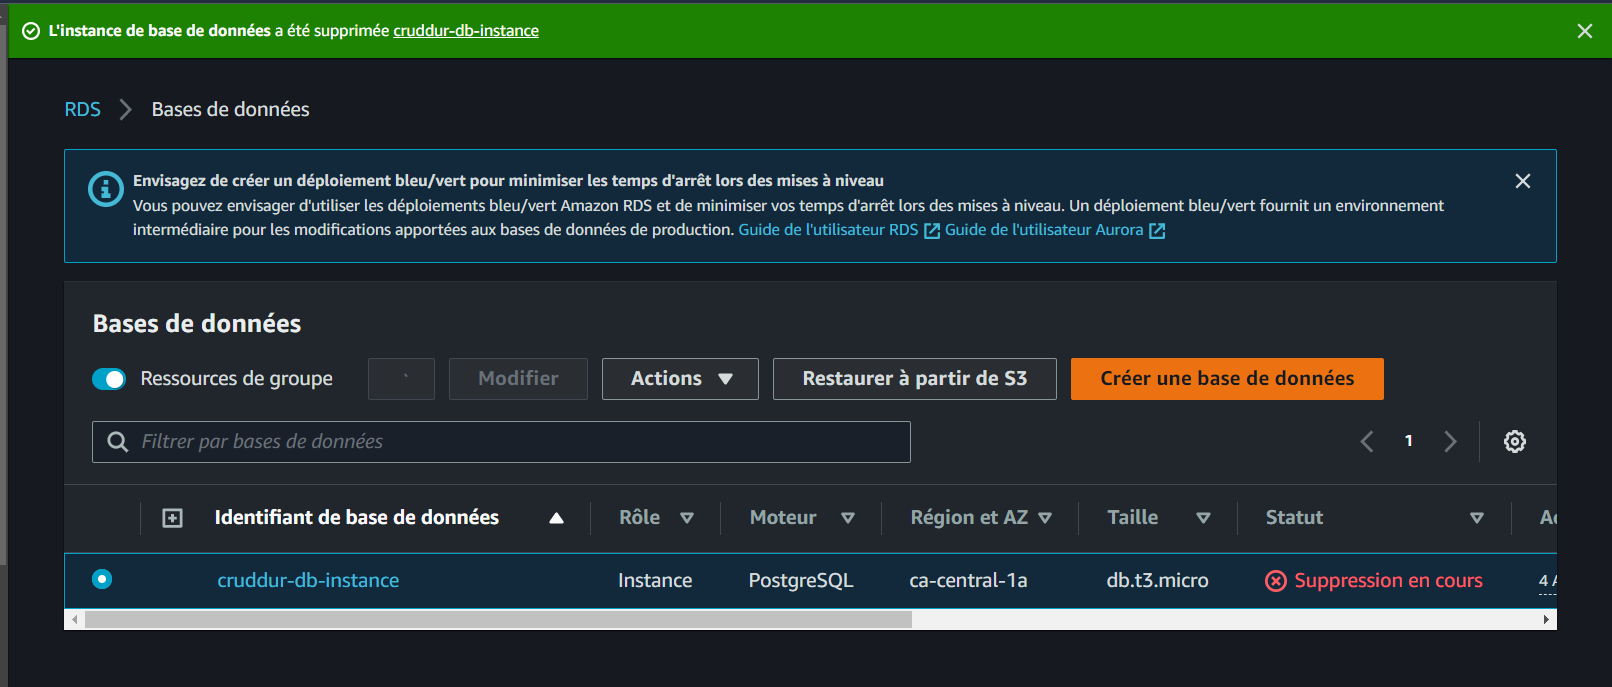 L'instance de base de données a été supprimée cruddur-db-instance
RDS > Bases de données
Envisagez de créer un déploiement bleu/vert pour minimiser les temps d'arrêt lors des mises à niveau
Vous pouvez envisager d'utiliser les déploiements bleu/vert Amazon RDS et de minimiser vos temps d'arrêt lors des mises à niveau. Un déploiement bleu/vert fournit un environnement
intermédiaire pour les modifications apportées aux bases de données de production. Guide de l'utilisateur RDS Guide de l'utilisateur Aurora
Bases de données
Ressources de groupe Modifier Actions Restaurer à partir de S3 Créer une base de données
Filtrer par bases de données 1
Identifiant de base de données Rôle Moteur Région et AZ Taille Statut
cruddur-db-instance Instance PostgreSQL ca-central-1a db.t3.micro Suppression en cours 4